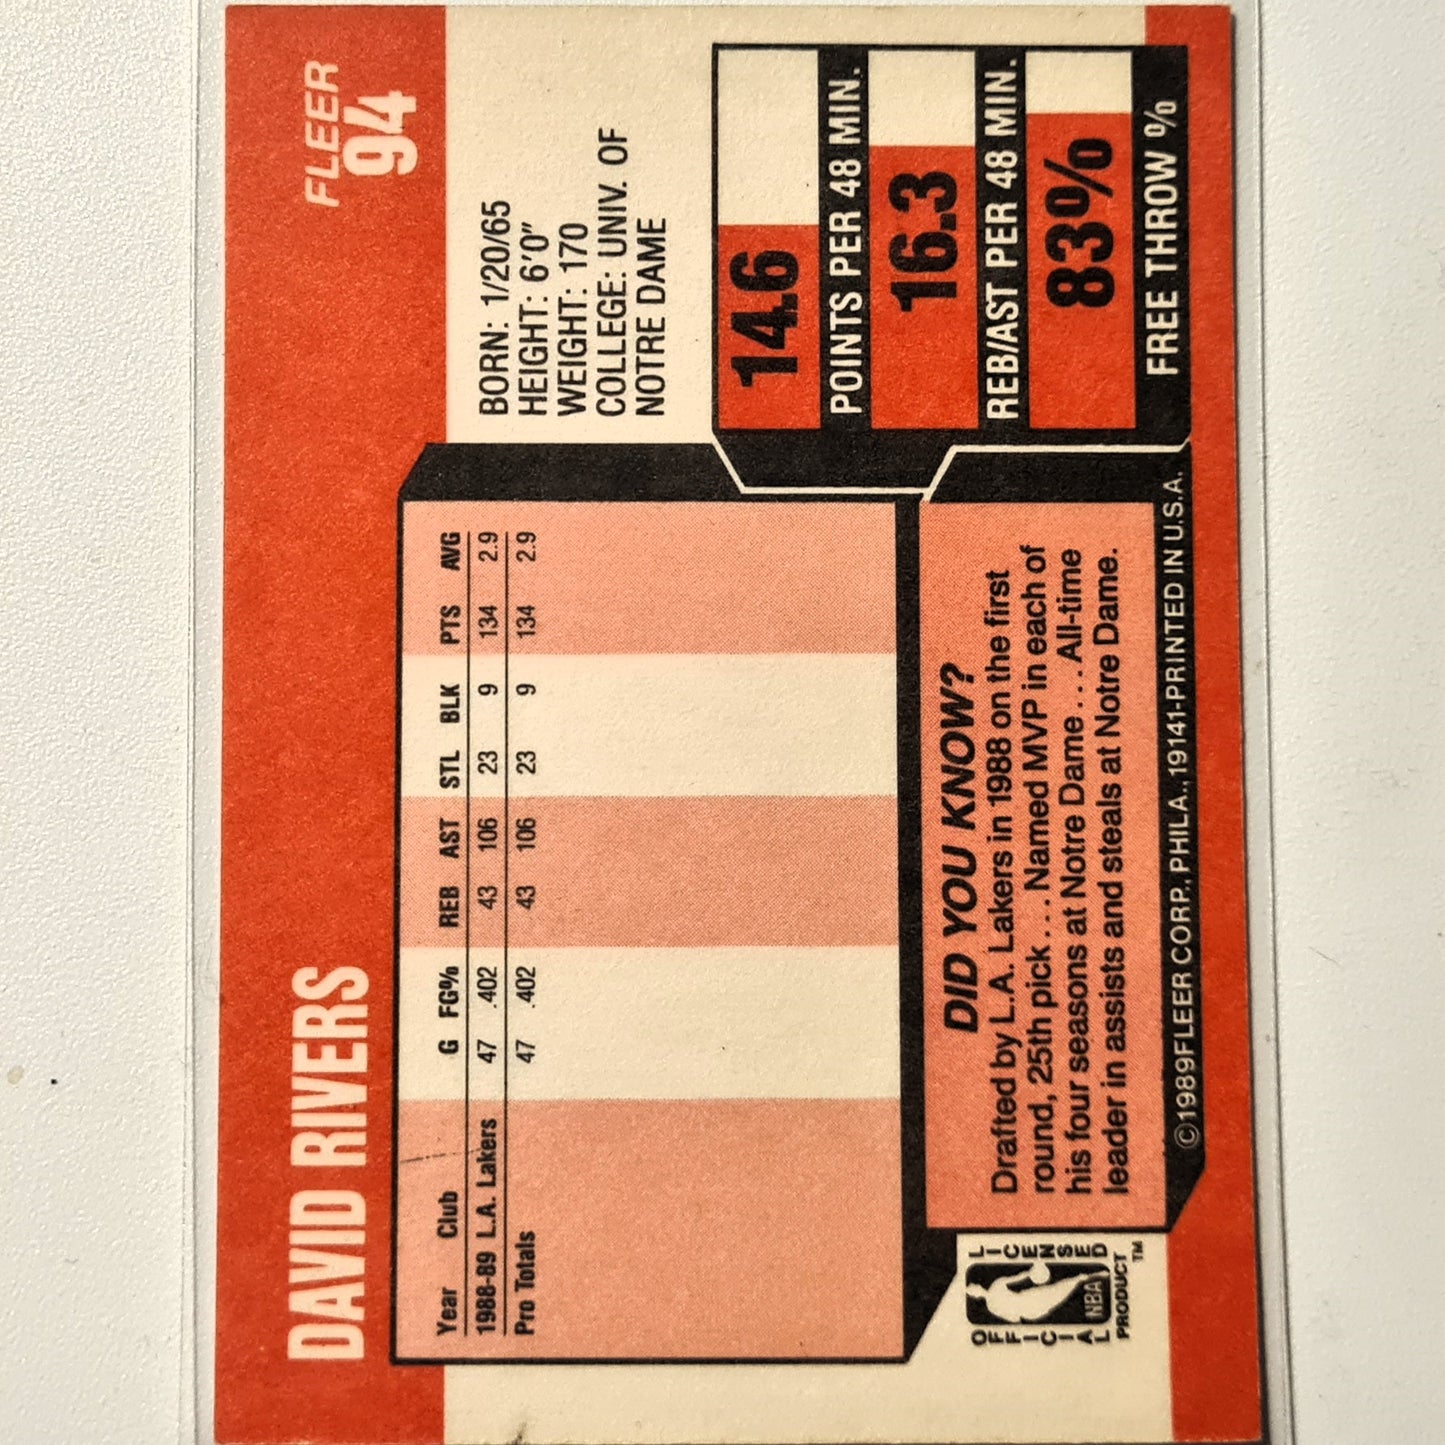 DAVID RIVERS
FLEER
94
Year Club G FG% REB AST STL BLK PTS AVG
1988-89 L.A. Lakers 47 .402 43 106 23 9 134 2.9
Pro Totals 47 .402 43 106 23 9 134 2.9
BORN: 1/20/65
HEIGHT: 6'0"
WEIGHT: 170
COLLEGE: UNIV. OF
NOTRE DAME
14.6
POINTS PER 48 MIN.
16.3
REB/AST PER 48 MIN.
83%
FREE THROW %
DID YOU KNOW?
Drafted by L.A. Lakers in 1988 on the first
round, 25th pick . . . Named MVP in each of
his four seasons at Notre Dame . . . All-time
leader in assists and steals at Notre Dame.
OFFICIAL LICENSED
NBA
PRODUCT™
©1989 FLEER CORP., PHILA., 19141-PRINTED IN U.S.A.